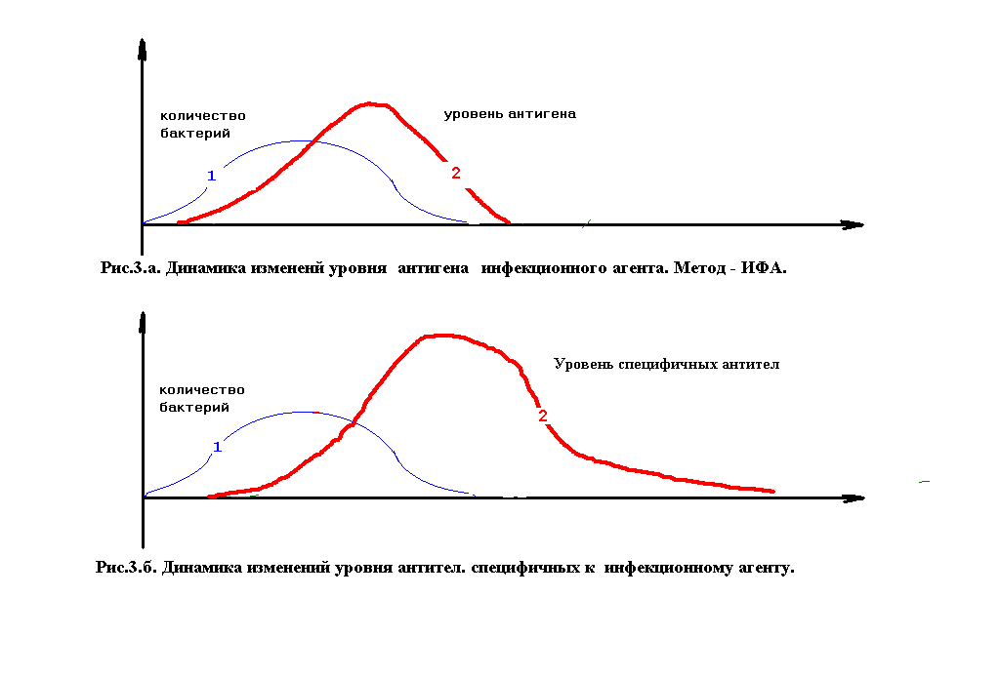 количество
бактерий
уровень антигена
1
2
Рис.3.а. Динамика измененй уровня антигена инфекционного агента. Метод - ИФА.
Уровень специфичных антител
количество
бактерий
1
2
Рис.3.б. Динамика изменений уровня антител. специфичных к инфекционному агенту.